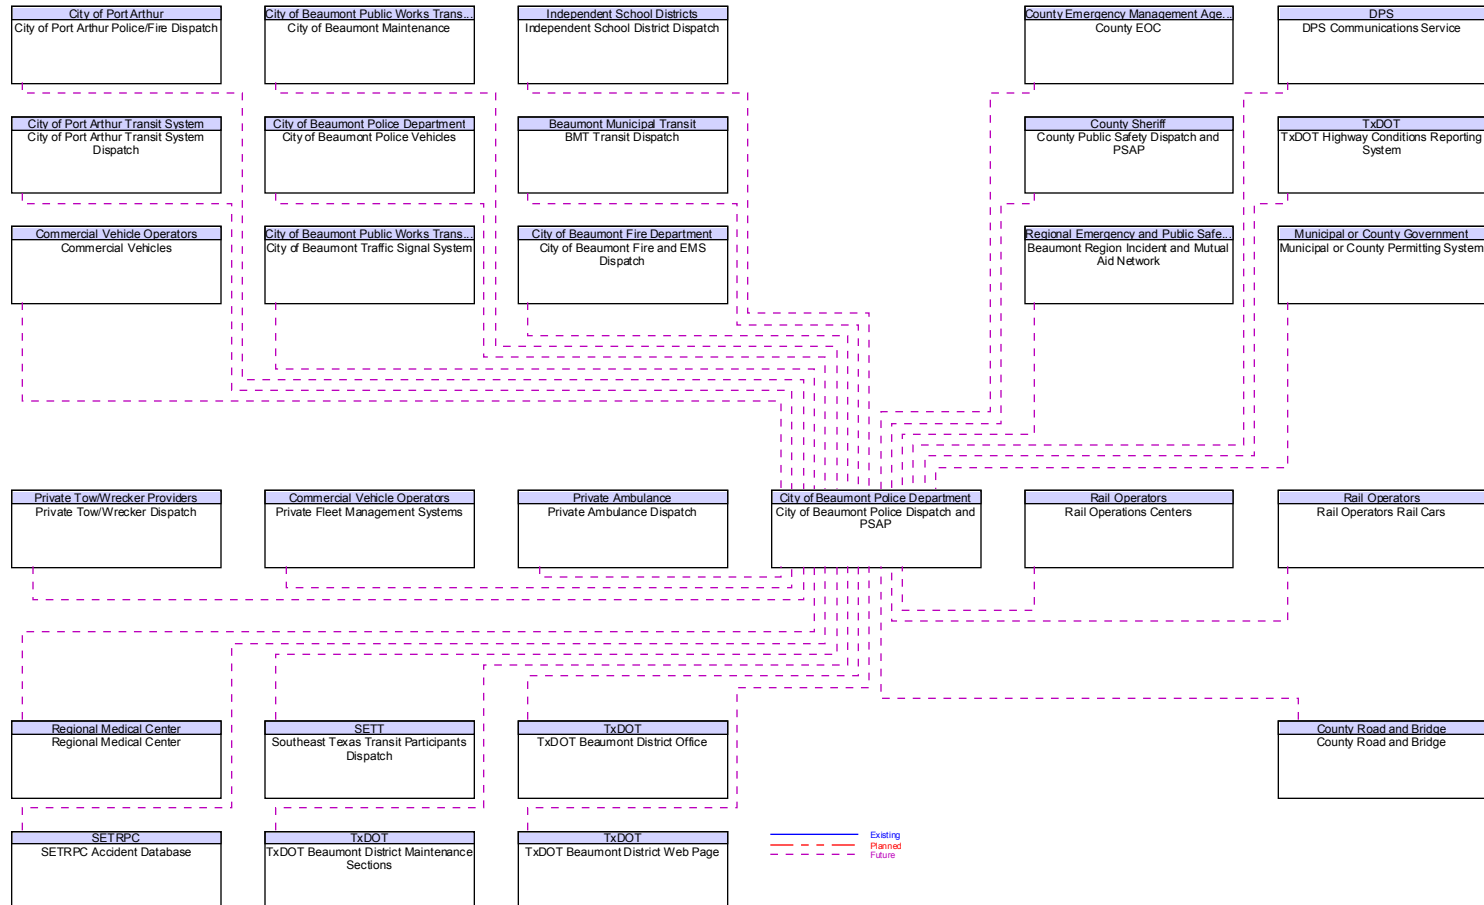 City of Port Arthur
City of Port Arthur Police/Fire Dispatch
City of Beaumont Public Works Trans...
City of Beaumont Maintenance
Independent School Districts
Independent School District Dispatch
County Emergency Management Age...
County EOC
DPS
DPS Communications Service
City of Port Arthur Transit System
City of Port Arthur Transit System
Dispatch
City of Beaumont Police Department
City of Beaumont Police Vehicles
Beaumont Municipal Transit
BMT Transit Dispatch
County Sheriff
County Public Safety Dispatch and
PSAP
TxDOT
TxDOT Highway Conditions Reporting
System
Commercial Vehicle Operators
Commercial Vehicles
City of Beaumont Public Works Trans...
City of Beaumont Traffic Signal System
City of Beaumont Fire Department
City of Beaumont Fire and EMS
Dispatch
Regional Emergency and Public Safe...
Beaumont Region Incident and Mutual
Aid Network
Municipal or County Government
Municipal or County Permitting System
Private Tow/Wrecker Providers
Private Tow/Wrecker Dispatch
Commercial Vehicle Operators
Private Fleet Management Systems
Private Ambulance
Private Ambulance Dispatch
City of Beaumont Police Department
City of Beaumont Police Dispatch and
PSAP
Rail Operators
Rail Operations Centers
Rail Operators
Rail Operators Rail Cars
Regional Medical Center
Regional Medical Center
SETT
Southeast Texas Transit Participants
Dispatch
TxDOT
TxDOT Beaumont District Office
County Road and Bridge
County Road and Bridge
SETRPC
SETRPC Accident Database
TxDOT
TxDOT Beaumont District Maintenance
Sections
TxDOT
TxDOT Beaumont District Web Page
Existing
Planned
Future